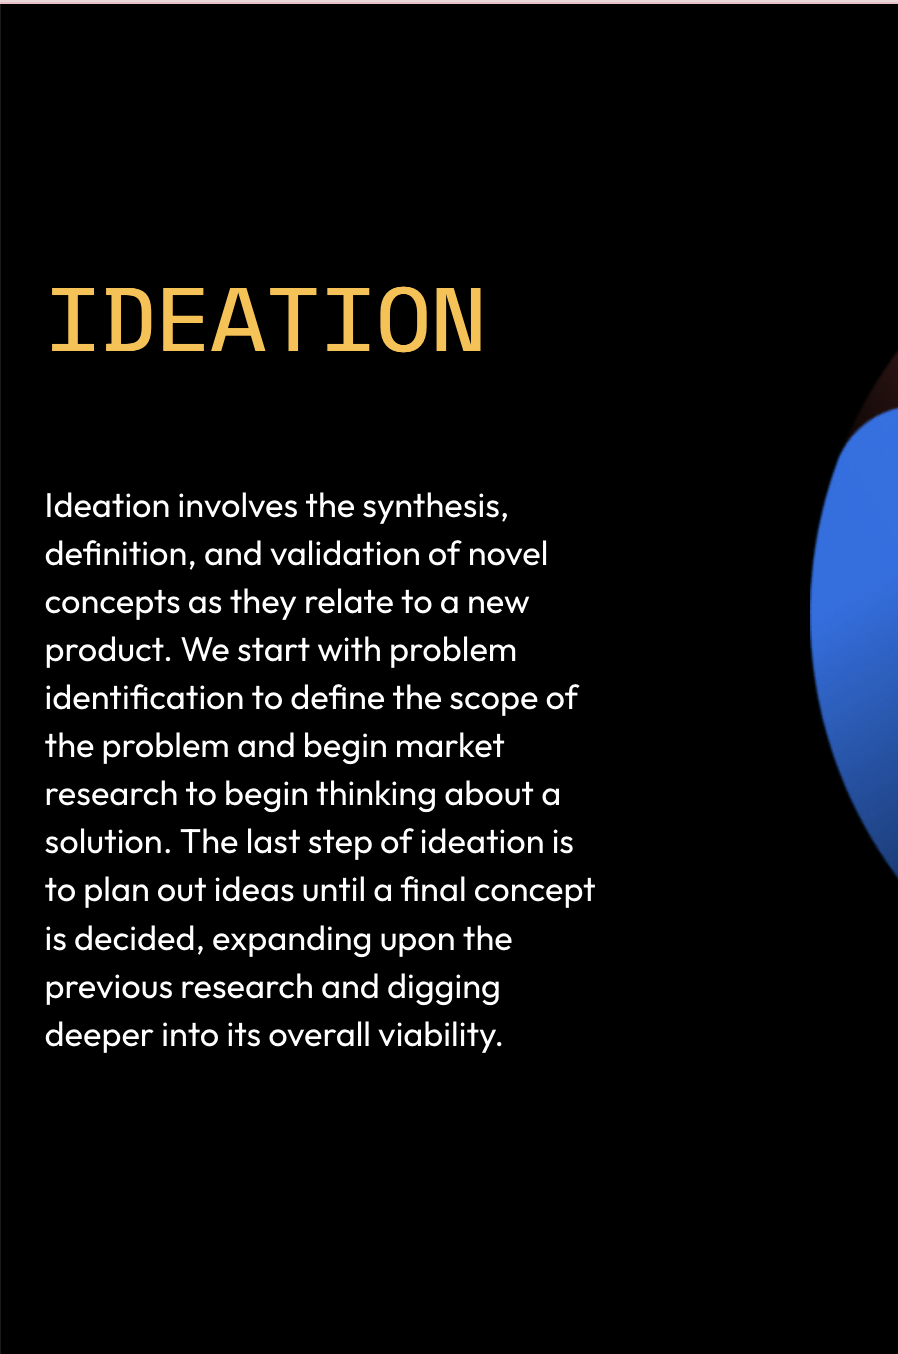 IDEATION
Ideation involves the synthesis,
definition, and validation of novel
concepts as they relate to a new
product. We start with problem
identification to define the scope of
the problem and begin market
research to begin thinking about a
solution. The last step of ideation is
to plan out ideas until a final concept
is decided, expanding upon the
previous research and digging
deeper into its overall viability.